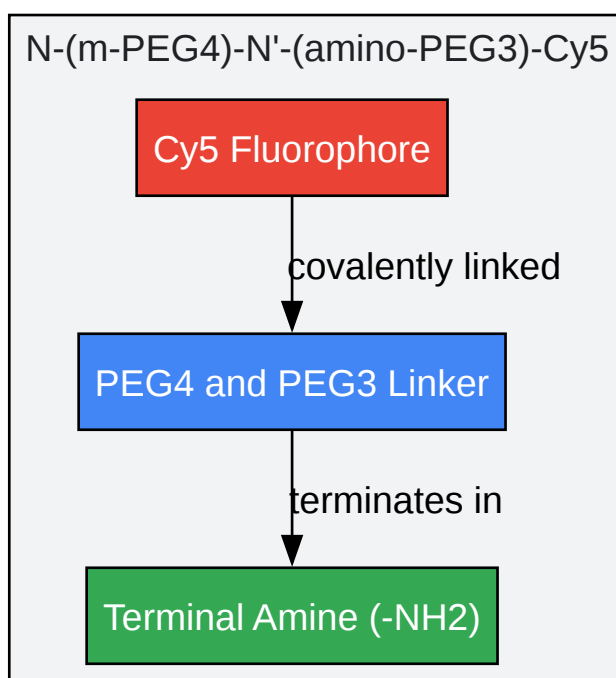 N-(m-PEG4)-N'-(amino-PEG3)-Cy5
Cy5 Fluorophore
covalently linked
PEG4 and PEG3 Linker
terminates in
Terminal Amine (-NH2)